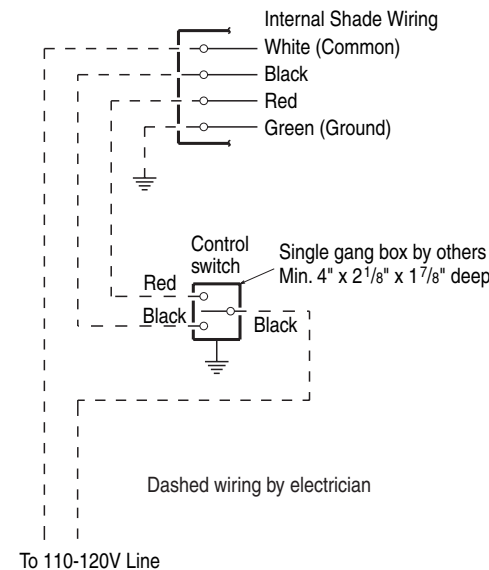 Internal Shade Wiring
White (Common)
Black
Red
Green (Ground)
Control
switch
Single gang box by others
Min. 4" x 2 1/8" x 1 7/8" deep
Red
Black
Black
Dashed wiring by electrician
To 110-120V Line